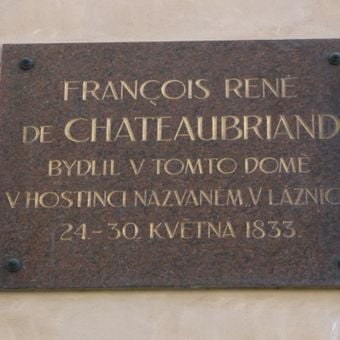 FRANÇOIS RENÉ
DE CHATEAUBRIAND
BYDLIL V TOMTO DOMĚ
V HOSTINCI NAZVANÉM „V LÁZNIC
24.–30. KVĚTNA 1833.